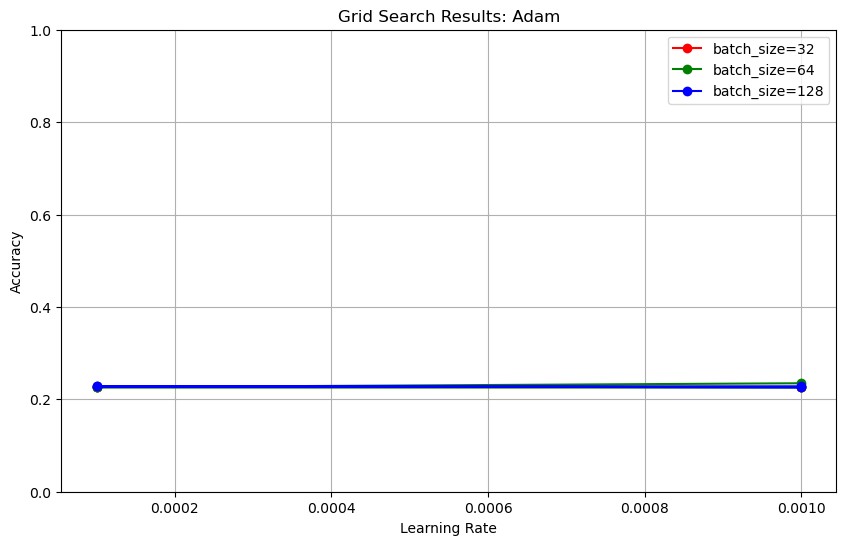 Grid Search Results: Adam
batch_size=32
batch_size=64
batch_size=128
1.0
0.8
0.6
0.4
0.2
0.0
Accuracy
0.0002 0.0004 0.0006 0.0008 0.0010
Learning Rate